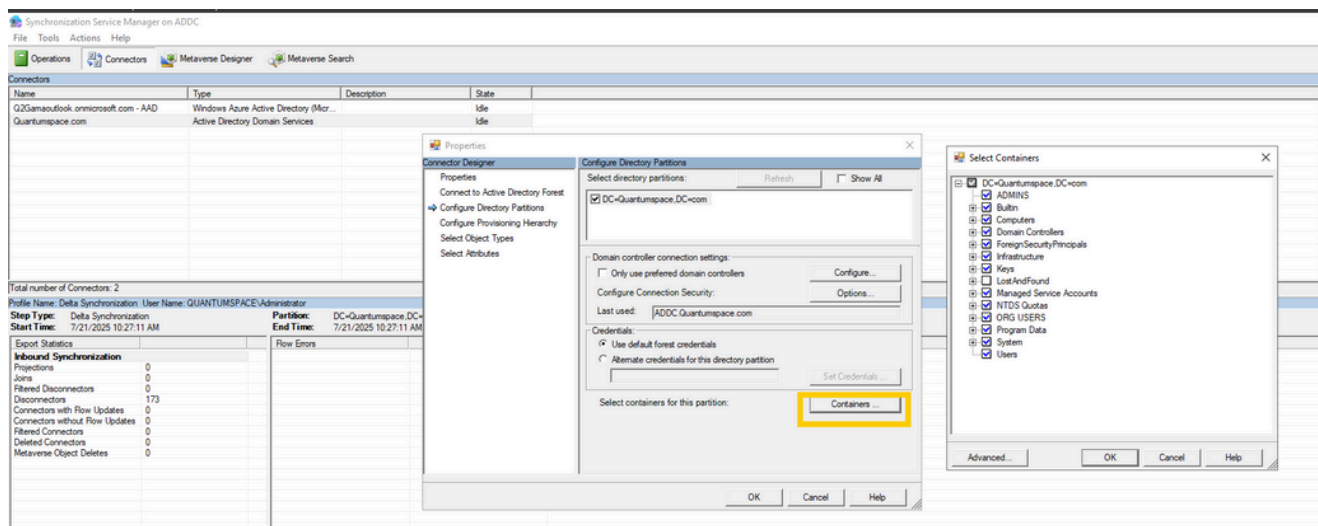 Synchronization Service Manager on ADDC
File Tools Actions Help
Operations Connectors Metaverse Designer Metaverse Search
Connectors
Name Type Description State
Q2Gamaoutlook.onmicrosoft.com - AAD Windows Azure Active Directory (Micr... Idle
Quantumspace.com Active Directory Domain Services Idle
Total number of Connectors: 2
Profile Name: Delta Synchronization User Name: QUANTUMSPACE\Administrator
Step Type: Delta Synchronization Partition: DC=Quantumspace,DC=
Start Time: 7/21/2025 10:27:11 AM End Time: 7/21/2025 10:27:11 AM
Export Statistics Flow Errors
Inbound Synchronization
Projections 0
Joins 0
Filtered Disconnectors 0
Disconnectors 173
Connectors with Flow Updates 0
Connectors without Flow Updates 0
Filtered Connectors 0
Deleted Connectors 0
Metaverse Object Deletes 0
Properties
Connector Designer
Properties
Connect to Active Directory Forest
Configure Directory Partitions
Configure Provisioning Hierarchy
Select Object Types
Select Attributes
Configure Directory Partitions
Select directory partitions: Refresh Show All
DC=Quantumspace,DC=com
Domain controller connection settings:
Only use preferred domain controllers Configure...
Configure Connection Security: Options...
Last used: ADDC.Quantumspace.com
Credentials:
Use default forest credentials
Alternate credentials for this directory partition
Set Credentials ...
Select containers for this partition: Containers ...
OK Cancel Help
Select Containers
DC=Quantumspace,DC=com
ADMINS
Builtin
Computers
Domain Controllers
ForeignSecurityPrincipals
Infrastructure
Keys
LostAndFound
Managed Service Accounts
NTDS Quotas
ORG USERS
Program Data
System
Users
Advanced... OK Cancel Help